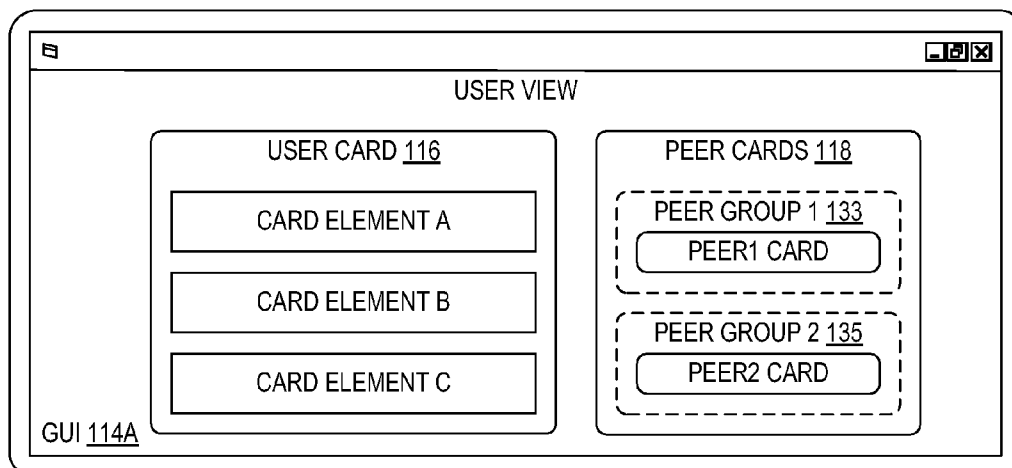 USER VIEW
USER CARD 116
CARD ELEMENT A
CARD ELEMENT B
CARD ELEMENT C
PEER CARDS 118
PEER GROUP 1 133
PEER1 CARD
PEER GROUP 2 135
PEER2 CARD
GUI 114A